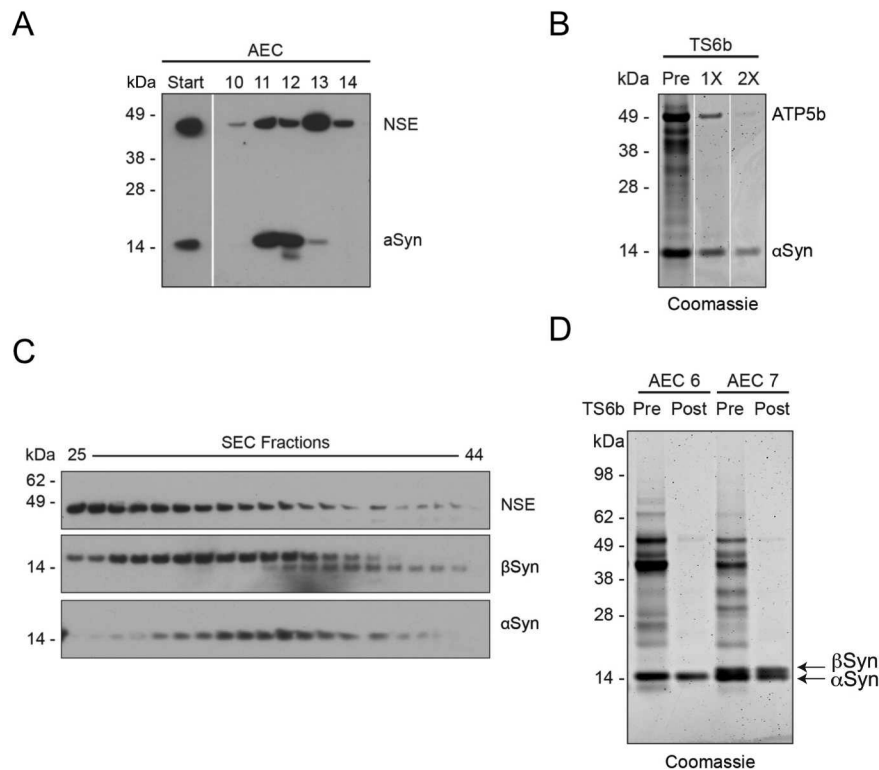 A
AEC
kDa Start 10 11 12 13 14
49 -
NSE
38 -
28 -
14 -
aSyn
B
TS6b
kDa Pre 1X 2X
49 -
ATP5b
38 -
28 -
14 -
αSyn
Coomassie
C
SEC Fractions
kDa 25 44
62 -
49 -
NSE
14 -
βSyn
14 -
αSyn
D
AEC 6 AEC 7
TS6b Pre Post Pre Post
kDa
98 -
62 -
49 -
38 -
28 -
14 -
βSyn
αSyn
Coomassie